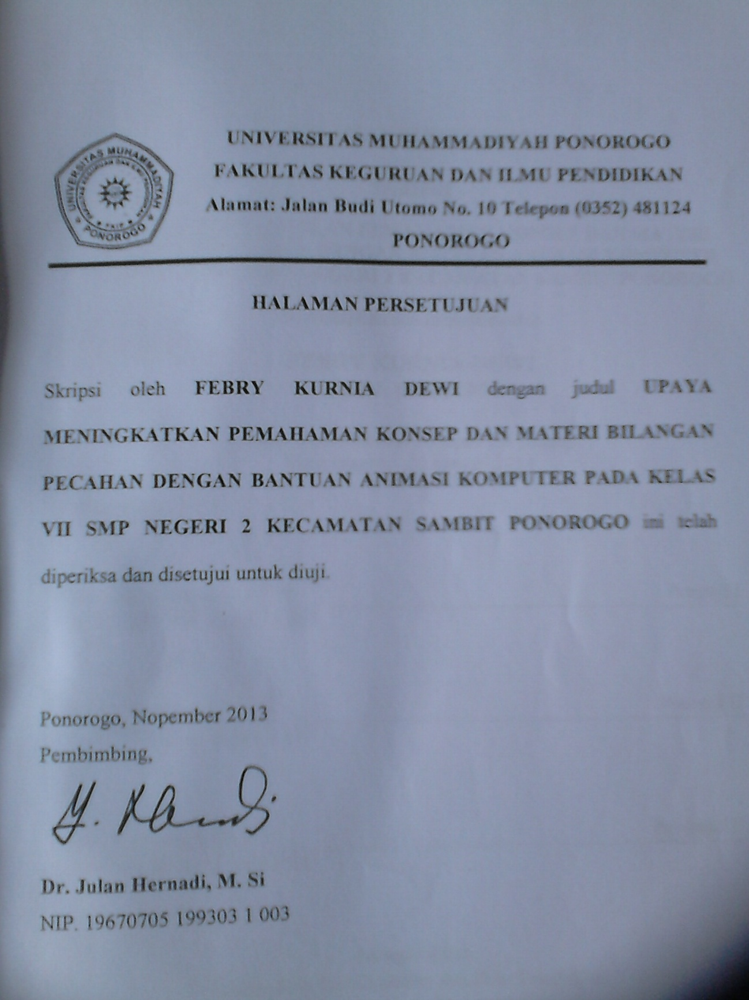 UNIVERSITAS MUHAMMADIYAH
PONOROGO
FKIP
UNIVERSITAS MUHAMMADIYAH PONOROGO
FAKULTAS KEGURUAN DAN ILMU PENDIDIKAN
Alamat: Jalan Budi Utomo No. 10 Telepon (0352) 481124
PONOROGO
HALAMAN PERSETUJUAN
Skripsi oleh FEBRY KURNIA DEWI dengan judul UPAYA
MENINGKATKAN PEMAHAMAN KONSEP DAN MATERI BILANGAN
PECAHAN DENGAN BANTUAN ANIMASI KOMPUTER PADA KELAS
VII SMP NEGERI 2 KECAMATAN SAMBIT PONOROGO ini telah
diperiksa dan disetujui untuk diuji.
Ponorogo, Nopember 2013
Pembimbing,
Dr. Julan Hernadi, M. Si
NIP. 19670705 199303 1 003